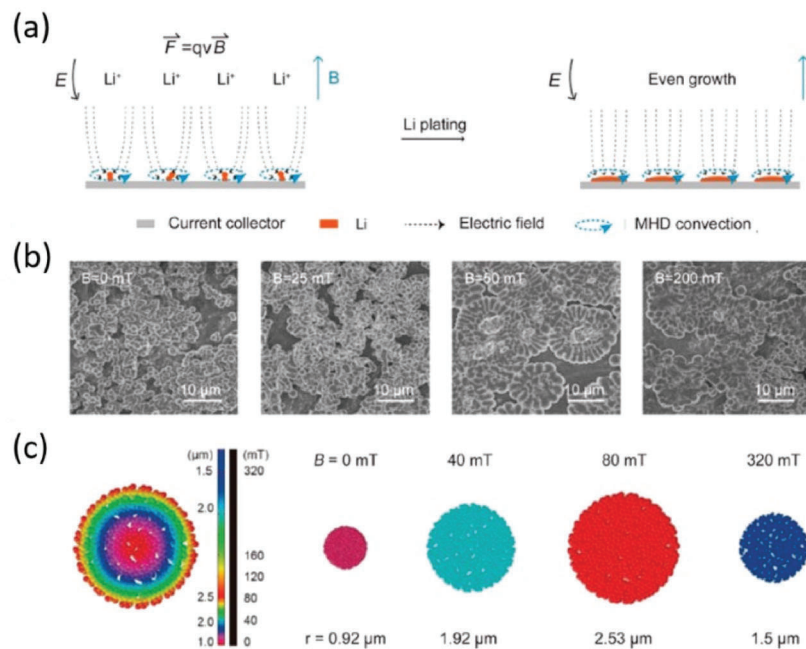 (a)
F =qvB
E
Li⁺ Li⁺ Li⁺ Li⁺
B
Li plating
E
Even growth
Current collector
Li
Electric field
MHD convection
(b)
B=0 mT
10 μm
B=25 mT
10 μm
B=50 mT
10 μm
B=200 mT
10 μm
(c)
(μm) (mT)
1.5 320
2.0
160
2.5 120
80
2.0 40
1.0 0
B = 0 mT 40 mT 80 mT 320 mT
r = 0.92 μm 1.92 μm 2.53 μm 1.5 μm